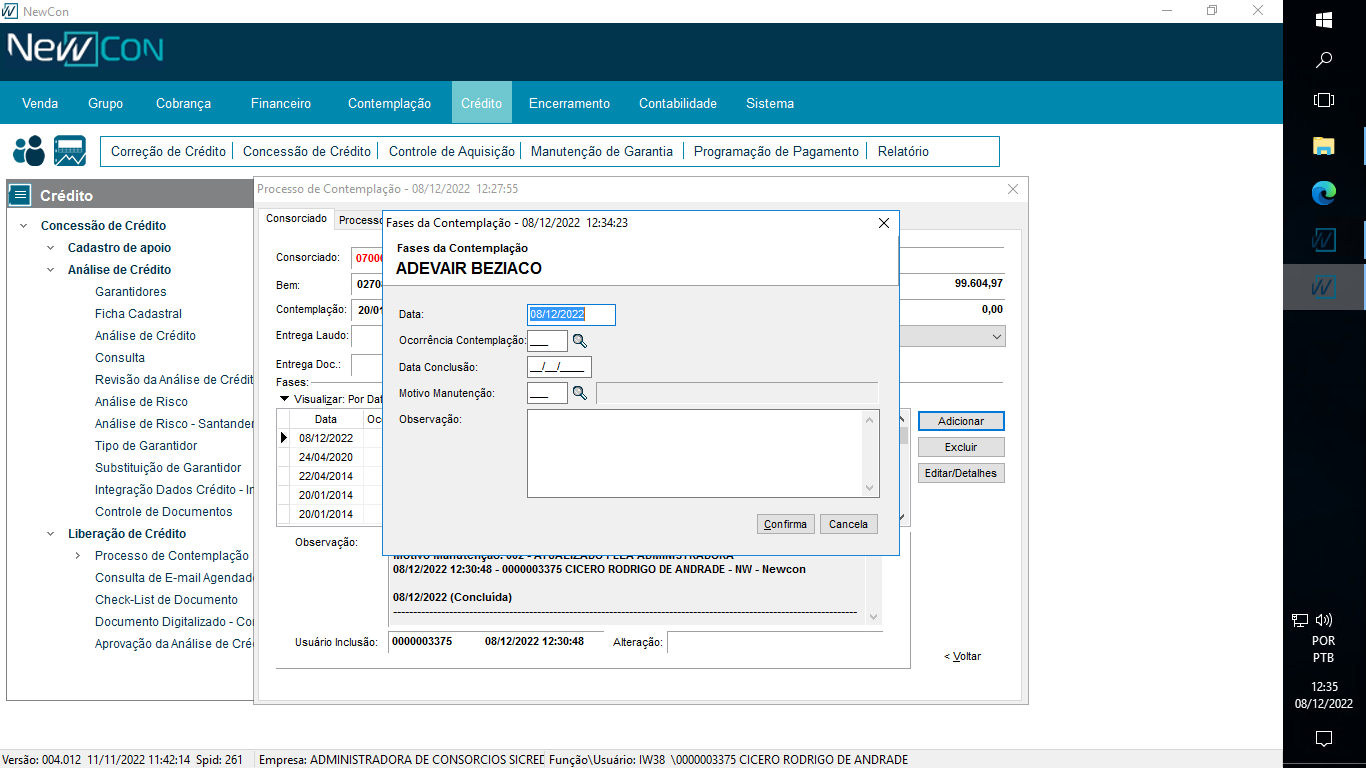 NewCon
NewCon
Venda Grupo Cobrança Financeiro Contemplação Crédito Encerramento Contabilidade Sistema
Correção de Crédito Concessão de Crédito Controle de Aquisição Manutenção de Garantia Programação de Pagamento Relatório
Crédito
Concessão de Crédito
Cadastro de apoio
Análise de Crédito
Garantidores
Ficha Cadastral
Análise de Crédito
Consulta
Revisão da Análise de Crédit
Análise de Risco
Análise de Risco - Santander
Tipo de Garantidor
Substituição de Garantidor
Integração Dados Crédito - In
Controle de Documentos
Liberação de Crédito
Processo de Contemplação
Consulta de E-mail Agendado
Check-List de Documento
Documento Digitalizado - Co
Aprovação da Análise de Cré
Processo de Contemplação - 08/12/2022 12:27:55
Consorciado Processo
Consorciado: 0700
Bem: 0270 99.604,97
Contemplação: 20/01 0,00
Entrega Laudo:
Entrega Doc.:
Fases:
Visualizar: Por Dat
Data Oc
08/12/2022
24/04/2020
22/04/2014
20/01/2014
20/01/2014
Adicionar
Excluir
Editar/Detalhes
Observação:
Motivo Manutenção: 002 - ATUALIZADO PELA ADMINISTRADORA
08/12/2022 12:30:48 - 0000003375 CICERO RODRIGO DE ANDRADE - NW - Newcon
08/12/2022 (Concluída)
Usuário Inclusão: 0000003375 08/12/2022 12:30:48 Alteração:
< Voltar
Fases da Contemplação - 08/12/2022 12:34:23
Fases da Contemplação
ADEVAIR BEZIACO
Data: 08/12/2022
Ocorrência Contemplação: ___
Data Conclusão: __/__/____
Motivo Manutenção: ___
Observação:
Confirma Cancela
Versão: 004.012 11/11/2022 11:42:14 Spid: 261 Empresa: ADMINISTRADORA DE CONSORCIOS SICRED Função\Usuário: IW38 \0000003375 CICERO RODRIGO DE ANDRADE
POR
PTB
12:35
08/12/2022